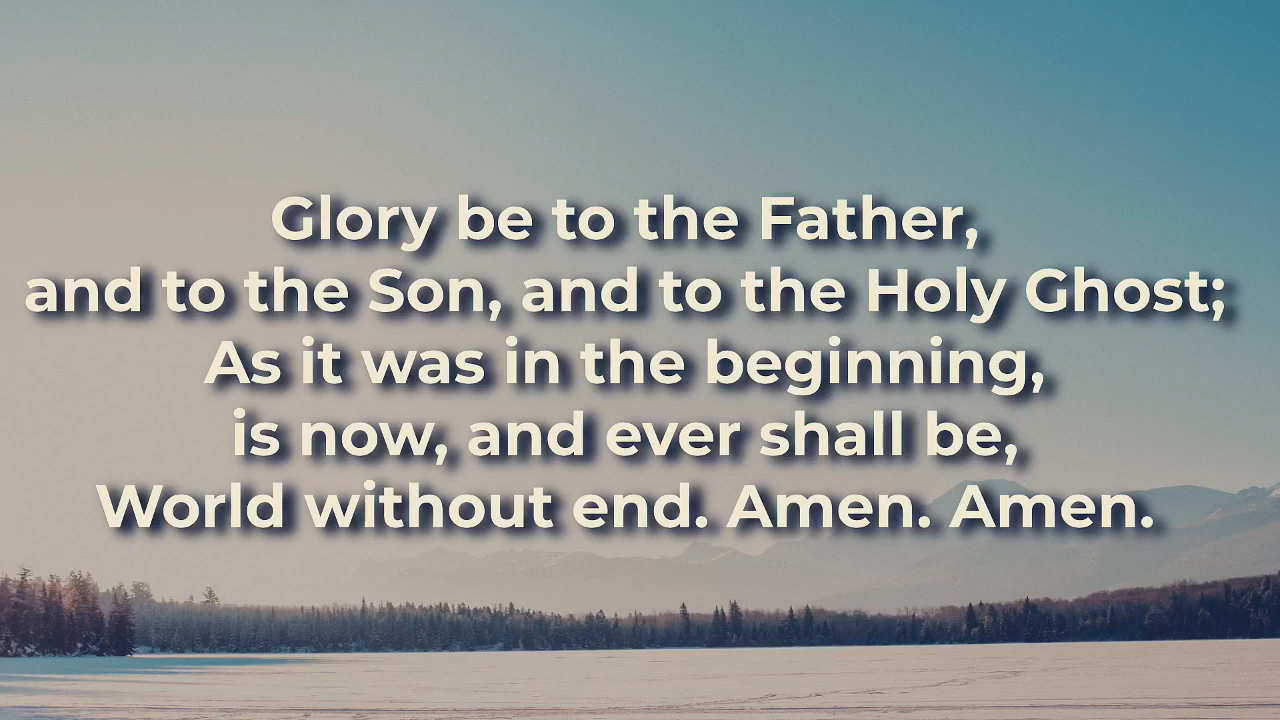 Glory be to the Father,
and to the Son, and to the Holy Ghost;
As it was in the beginning,
is now, and ever shall be,
World without end. Amen. Amen.